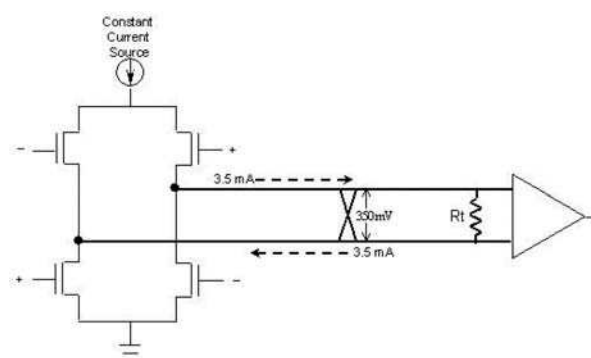 Constant
Current
Source
−
+
3.5 mA
350mV
Rt
3.5 mA
+
−